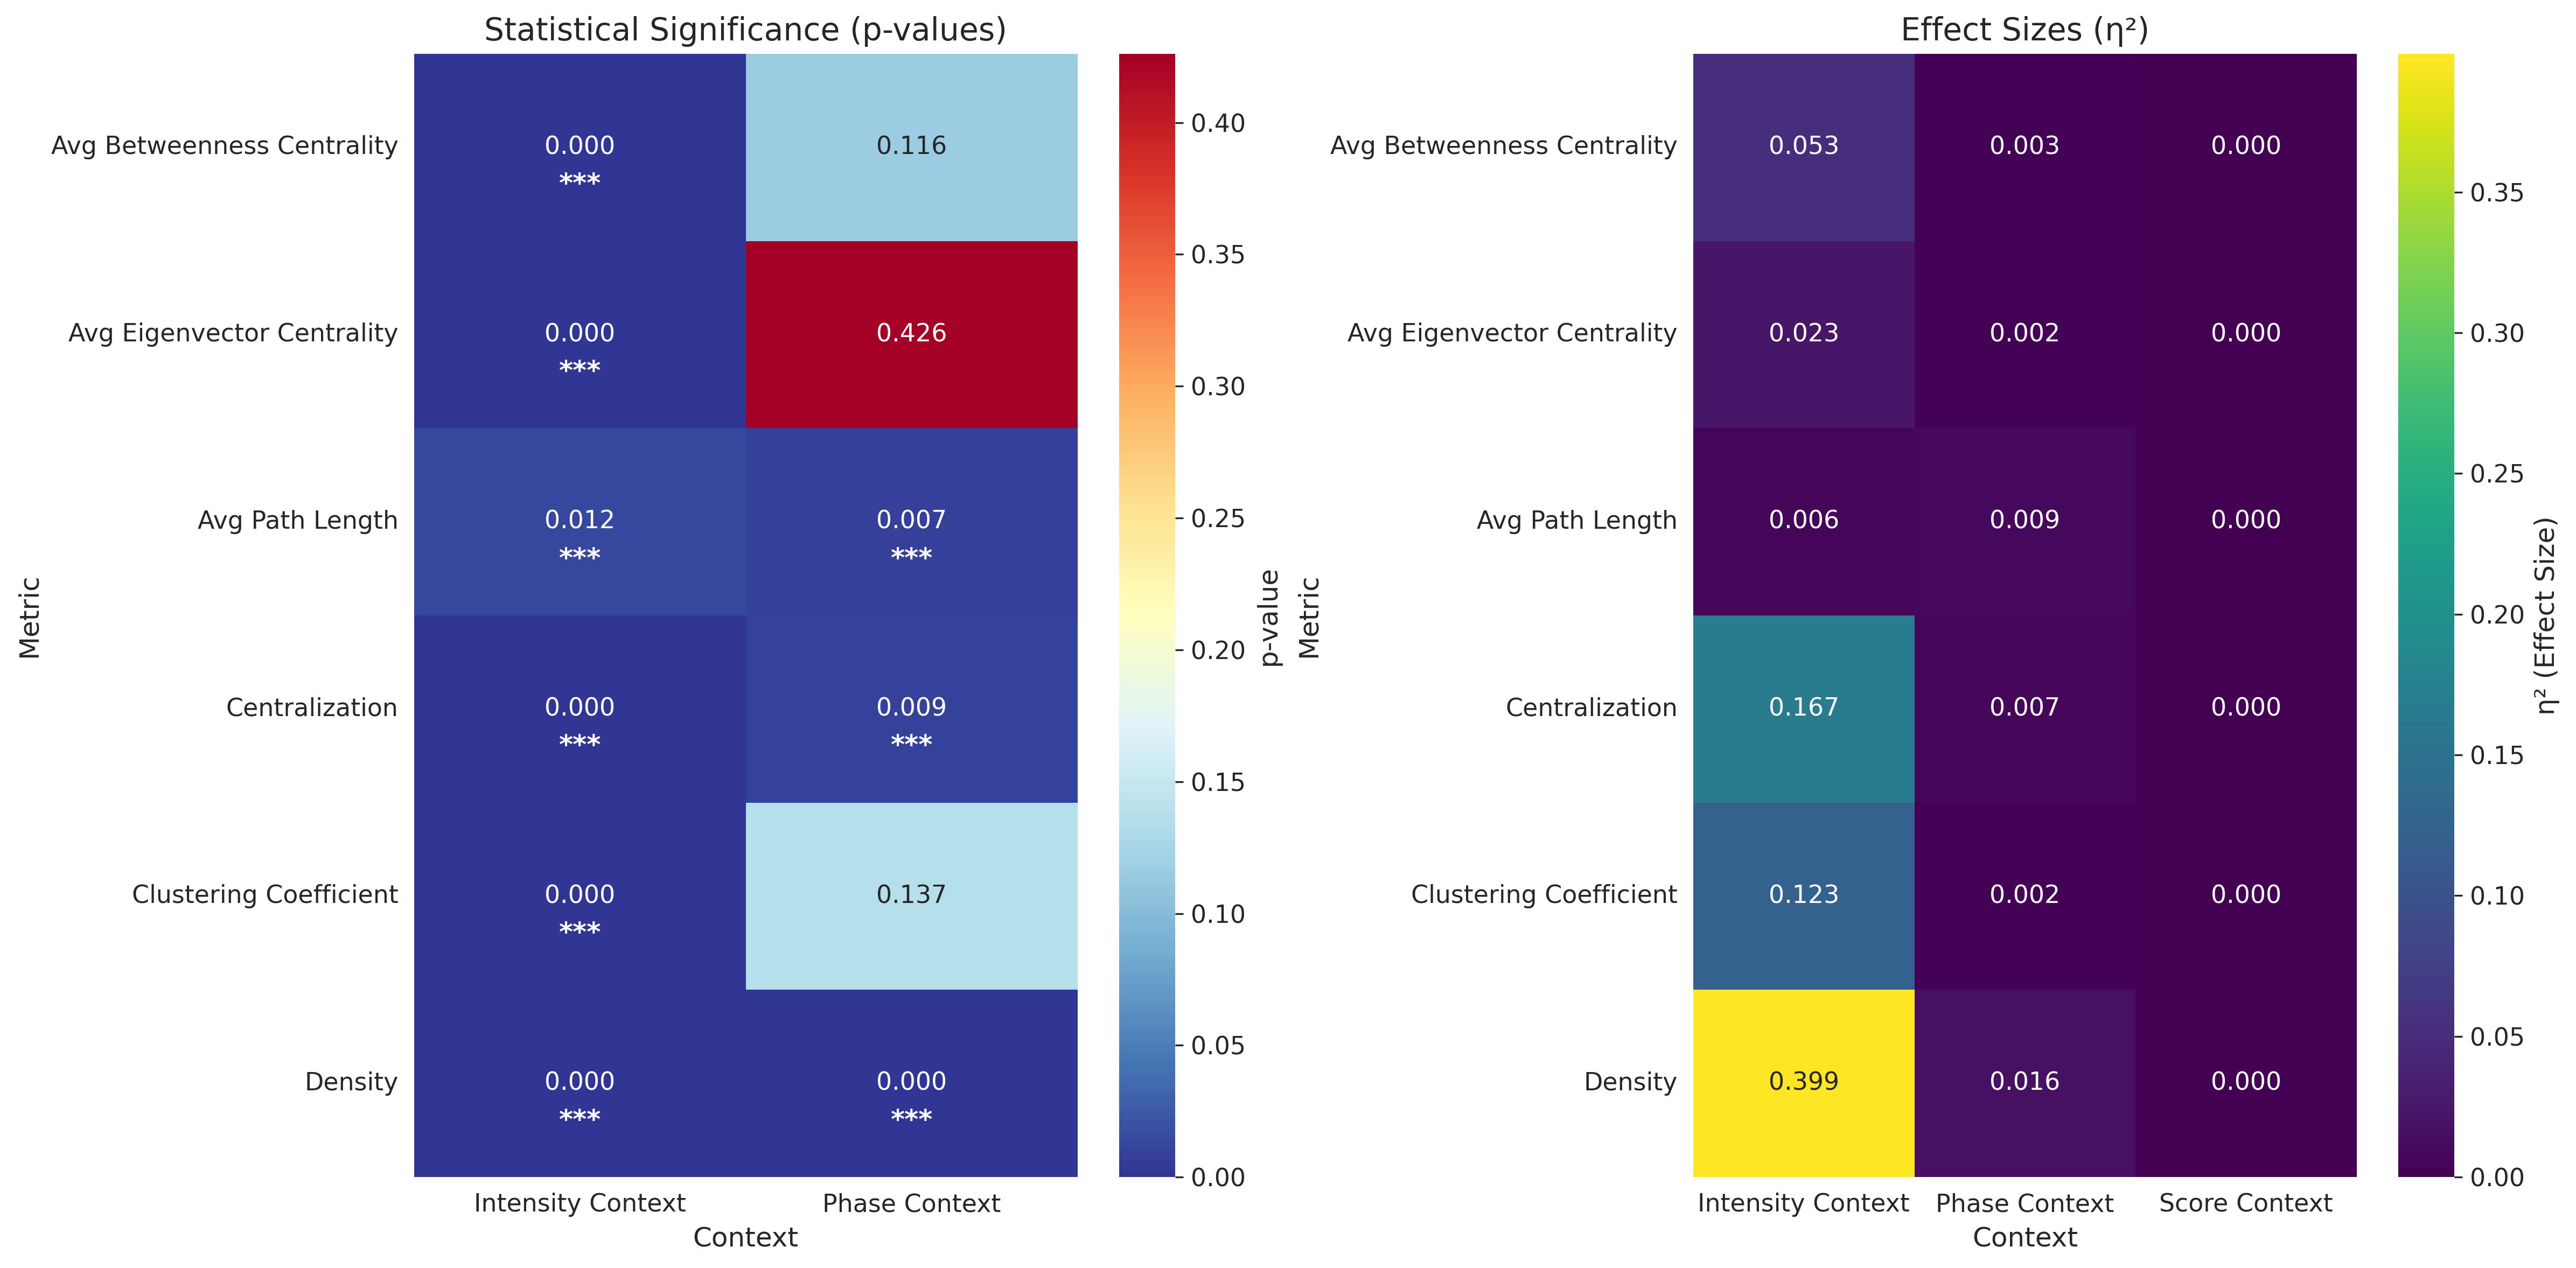 Statistical Significance (p-values)
Metric
Avg Betweenness Centrality
0.000
***
0.116
Avg Eigenvector Centrality
0.000
***
0.426
Avg Path Length
0.012
***
0.007
***
Centralization
0.000
***
0.009
***
Clustering Coefficient
0.000
***
0.137
Density
0.000
***
0.000
***
Intensity Context
Phase Context
Context
0.40
0.35
0.30
0.25
0.20
0.15
0.10
0.05
0.00
p-value
Effect Sizes (η²)
Metric
Avg Betweenness Centrality
0.053
0.003
0.000
Avg Eigenvector Centrality
0.023
0.002
0.000
Avg Path Length
0.006
0.009
0.000
Centralization
0.167
0.007
0.000
Clustering Coefficient
0.123
0.002
0.000
Density
0.399
0.016
0.000
Intensity Context
Phase Context
Score Context
Context
0.35
0.30
0.25
0.20
0.15
0.10
0.05
0.00
η² (Effect Size)